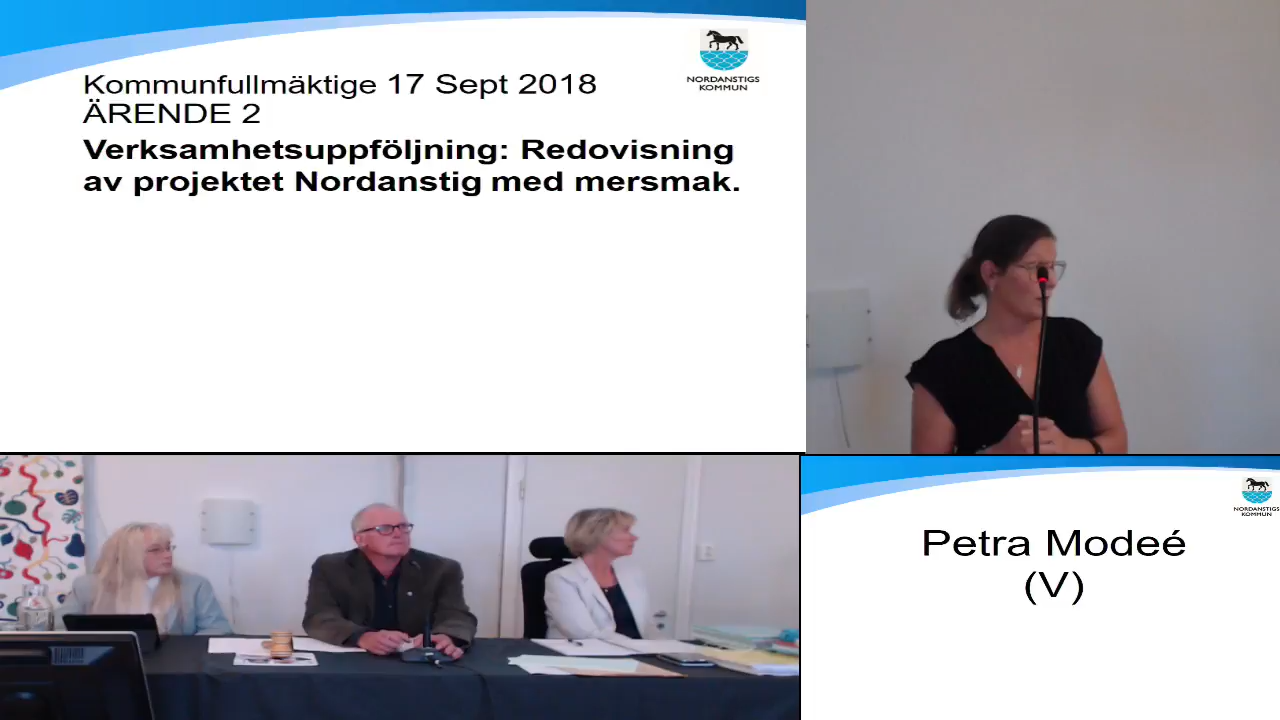 Kommunfullmäktige 17 Sept 2018
ÄRENDE 2
Verksamhetsuppföljning: Redovisning
av projektet Nordanstig med mersmak.
NORDANSTIGS
KOMMUN
NORDANSTIGS
KOMMUN
Petra Modeé
(V)